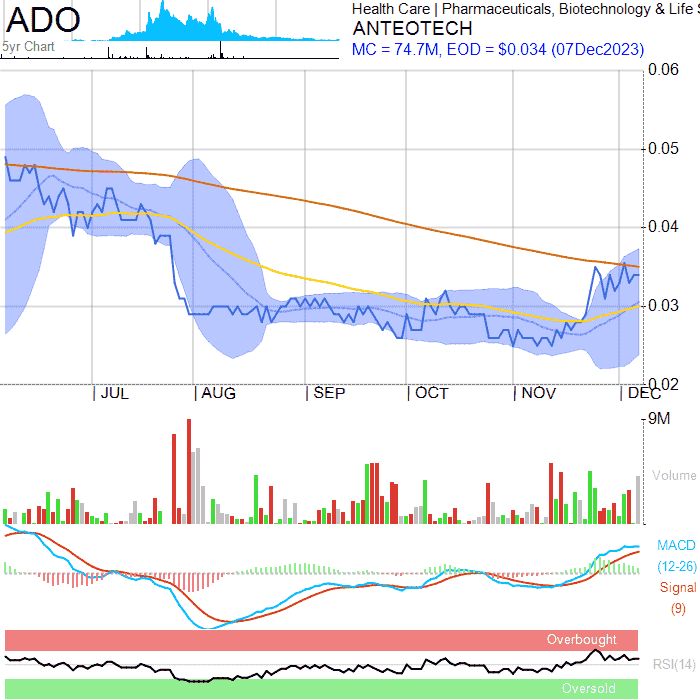 ADO
5yr Chart
Health Care | Pharmaceuticals, Biotechnology & Life S
ANTEOTECH
MC = 74.7M, EOD = $0.034 (07Dec2023)
0.06
0.05
0.04
0.03
0.02
JUL AUG SEP OCT NOV DEC
9M
Volume
MACD
(12-26)
Signal
(9)
Overbought
RSI(14)
Oversold